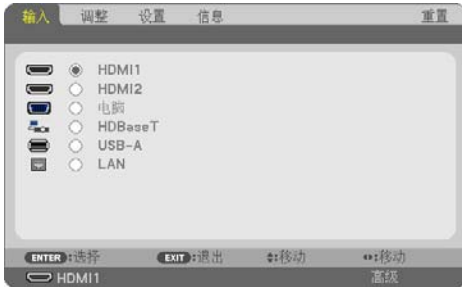 输入 调整 设置 信息 重置
HDMI1
HDMI2
电脑
HDBaseT
USB-A
LAN
ENTER:选择 EXIT:退出 :移动 :移动
HDMI1 高级